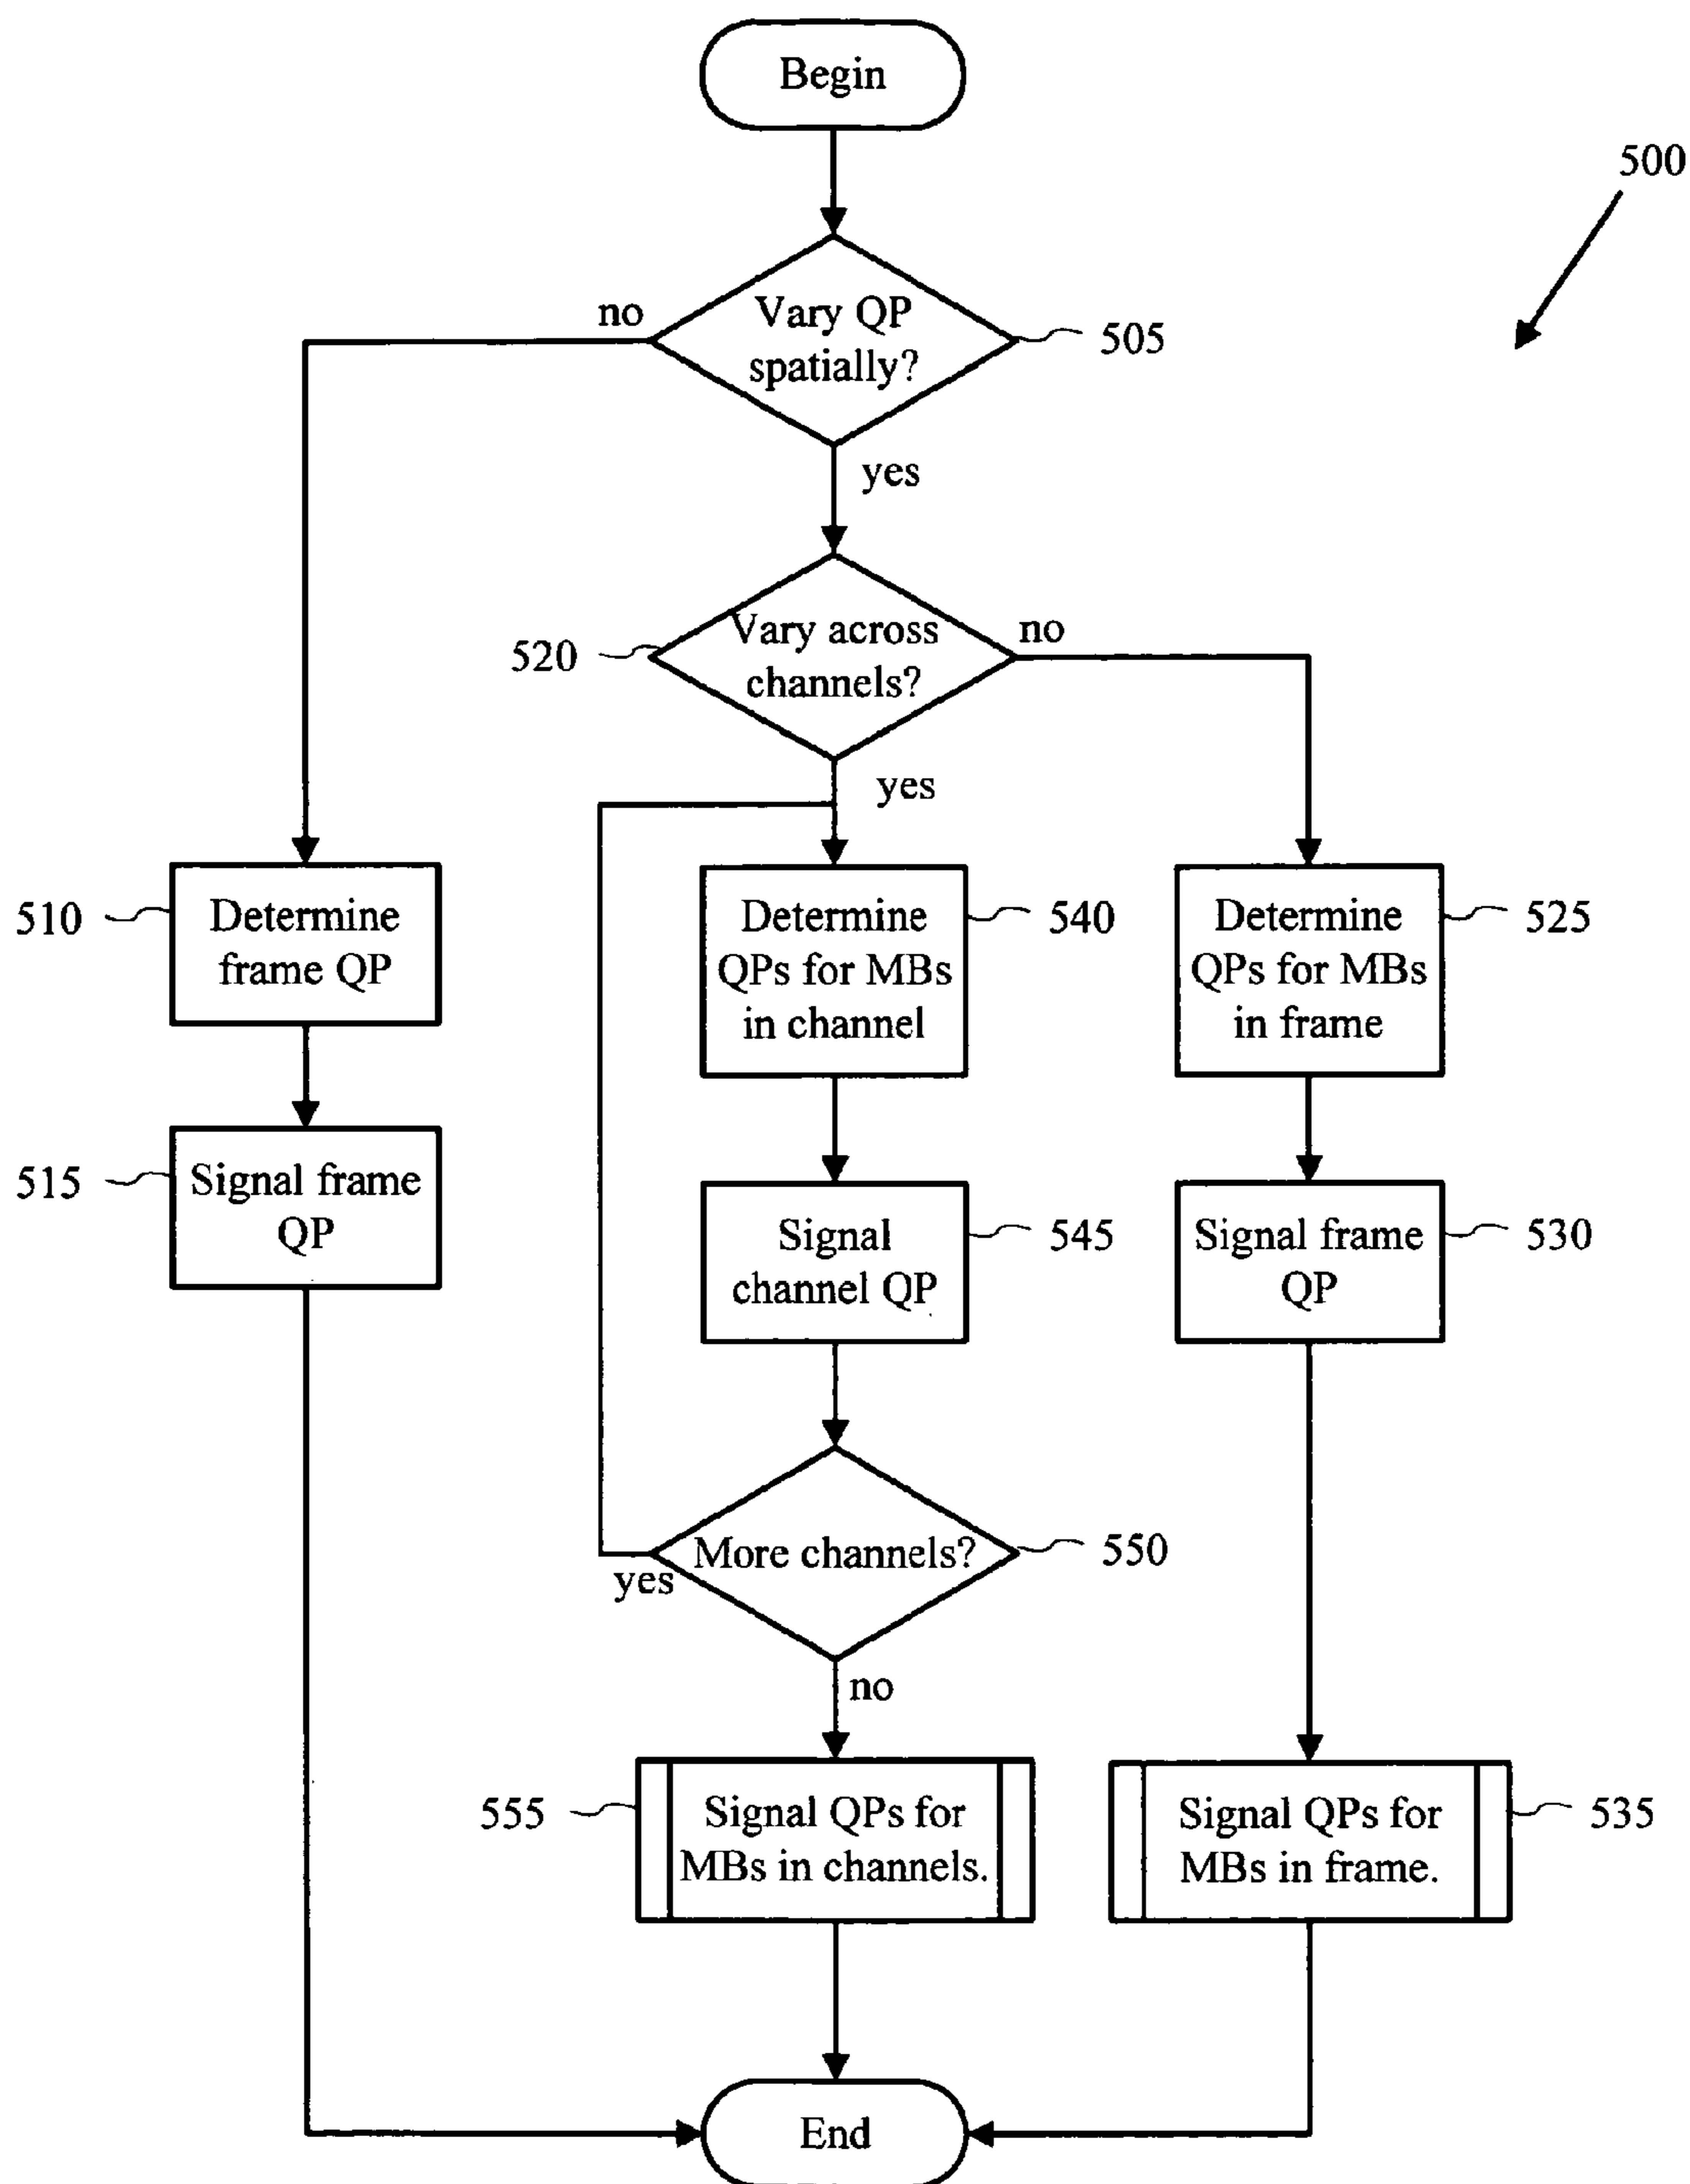 Begin
500
no
Vary QP
spatially?
505
yes
520
Vary across
channels?
no
yes
510
Determine
frame QP
Determine
QPs for MBs
in channel
540
Determine
QPs for MBs
in frame
525
515
Signal frame
QP
Signal
channel QP
545
Signal frame
QP
530
More channels?
550
yes
no
555
Signal QPs for
MBs in channels.
Signal QPs for
MBs in frame.
535
End